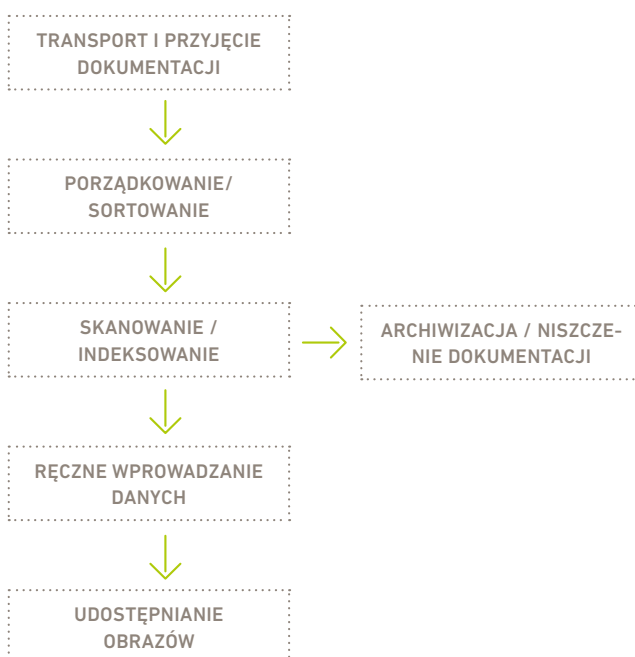 TRANSPORT I PRZYJĘCIE
DOKUMENTACJI
PORZĄDKOWANIE/
SORTOWANIE
SKANOWANIE /
INDEKSOWANIE
ARCHIWIZACJA / NISZCZE-
NIE DOKUMENTACJI
RĘCZNE WPROWADZANIE
DANYCH
UDOSTĘPNIANIE
OBRAZÓW